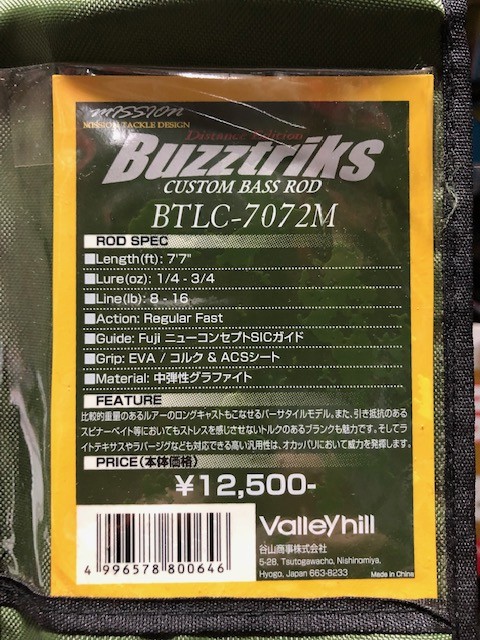 mission
MISSION TACKLE DESIGN
Distance Edition
Buzztriks
CUSTOM BASS ROD
BTLC-7072M
ROD SPEC
■Length(ft): 7'7"
■Lure(oz): 1/4 - 3/4
■Line(lb): 8 - 16
■Action: Regular Fast
■Guide: Fuji ニューコンセプトSICガイド
■Grip: EVA / コルク & ACSシート
■Material: 中弾性グラファイト
FEATURE
比較的重量のあるルアーのロングキャストもこなせるバーサタイルモデル。また、引き抵抗のある
スピナーベイト等においてもストレスを感じさせないトルクのあるブランクも魅力です。そしてラ
イトテキサスやラバージグなども対応できる高い汎用性は、オカッパリにおいて威力を発揮します。
PRICE(本体価格)
¥12,500-
4 996578 800646
Valleyhill
谷山商事株式会社
5-28, Tsutogawacho, Nishinomiya,
Hyogo, Japan 663-8233
Made in China